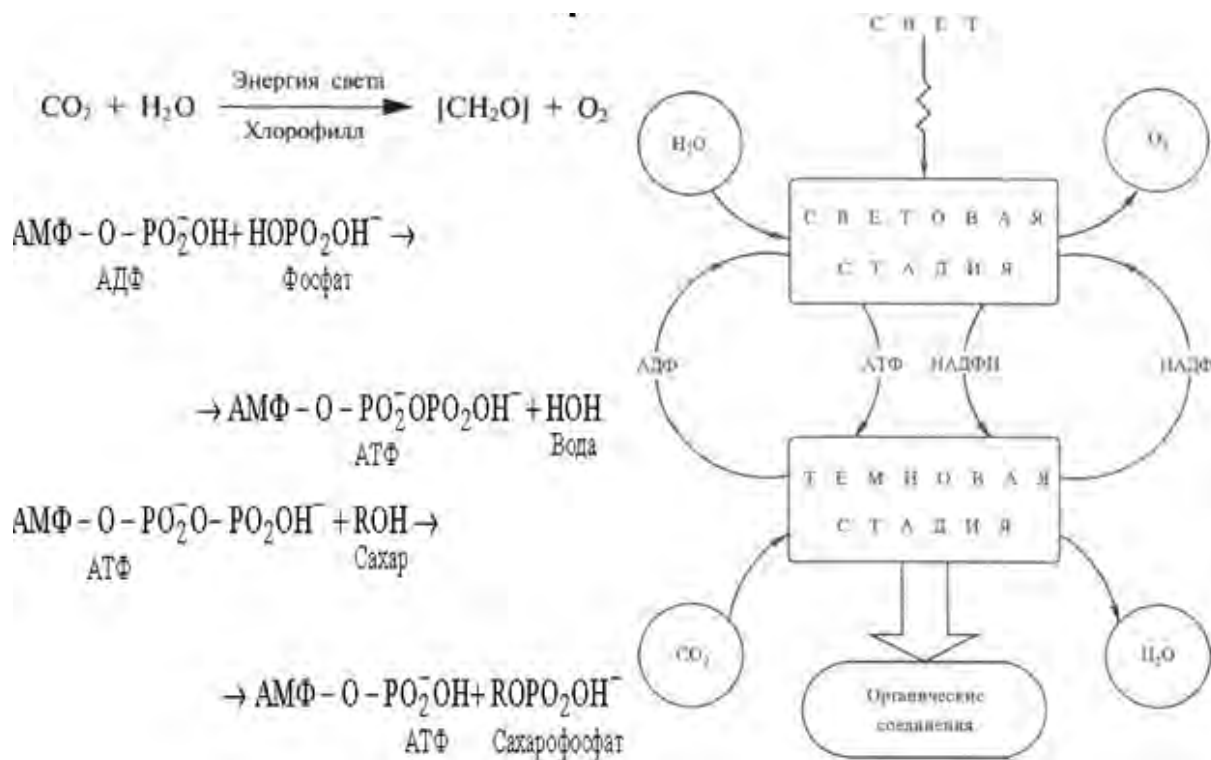 Энергия света
CO₂ + H₂O → [CH₂O] + O₂
Хлорофилл
АМФ – O – PO₂⁻OH + HOPO₂OH⁻ →
АДФ Фосфат
→ АМФ – O – PO₂⁻OPO₂OH⁻ + HOH
АТФ Вода
АМФ – O – PO₂⁻O – PO₂OH⁻ + ROH →
АТФ Сахар
→ АМФ – O – PO₂⁻OH + ROPO₂OH⁻
АТФ Сахарофосфат
СВЕТ
H₂O
O₂
СВЕТОВАЯ
СТАДИЯ
АДФ АТФ НАДФН НАДФ
ТЕМНОВАЯ
СТАДИЯ
CO₂
H₂O
Органические
соединения